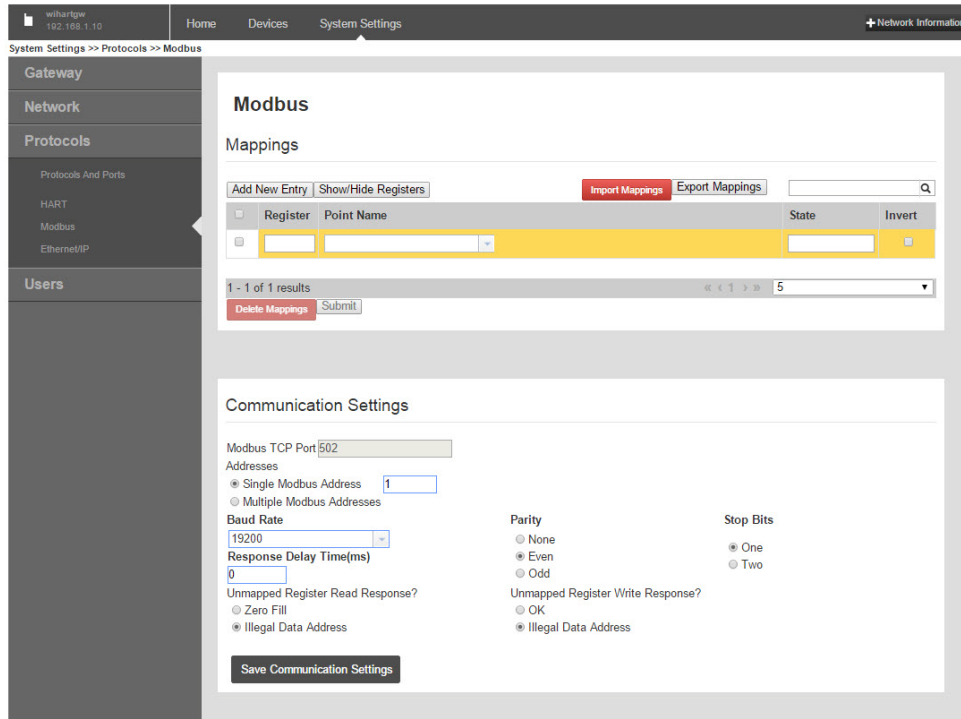 wihartgw
192.168.1.10
Home Devices System Settings
Network Information
System Settings >> Protocols >> Modbus
Gateway
Network
Protocols
Protocols And Ports
HART
Modbus
Ethernet/IP
Users
Modbus
Mappings
Add New Entry Show/Hide Registers Import Mappings Export Mappings
Register Point Name State Invert
1 - 1 of 1 results « ‹ 1 › » 5
Delete Mappings Submit
Communication Settings
Modbus TCP Port 502
Addresses
Single Modbus Address 1
Multiple Modbus Addresses
Baud Rate Parity Stop Bits
19200 None
One
Response Delay Time(ms) Even
Two
0 Odd
Unmapped Register Read Response? Unmapped Register Write Response?
Zero Fill OK
Illegal Data Address Illegal Data Address
Save Communication Settings